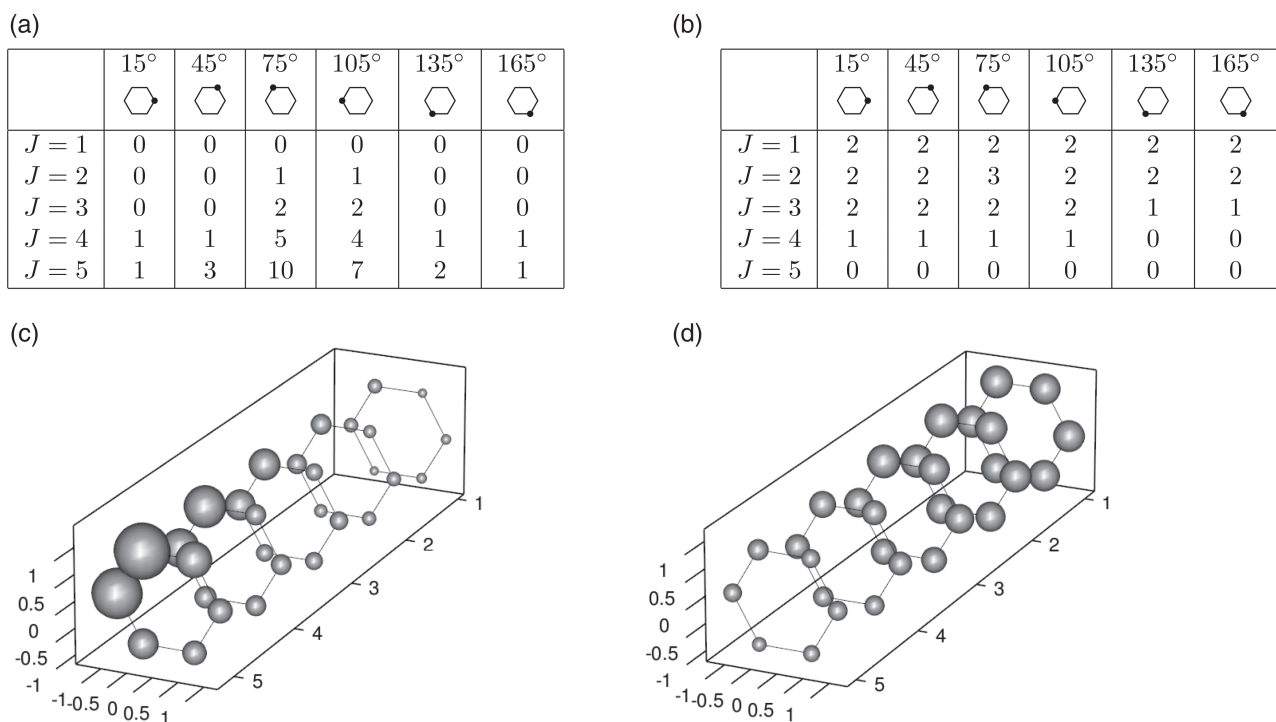 (a)
15° 45° 75° 105° 135° 165°
J = 1 0 0 0 0 0 0
J = 2 0 0 1 1 0 0
J = 3 0 0 2 2 0 0
J = 4 1 1 5 4 1 1
J = 5 1 3 10 7 2 1
(b)
15° 45° 75° 105° 135° 165°
J = 1 2 2 2 2 2 2
J = 2 2 2 3 2 2 2
J = 3 2 2 2 2 1 1
J = 4 1 1 1 1 0 0
J = 5 0 0 0 0 0 0
(c)
1
0.5
0
-0.5
-1
-1 -0.5 0 0.5 1
5
4
3
2
1
(d)
1
0.5
0
-0.5
-1
-1 -0.5 0 0.5 1
5
4
3
2
1